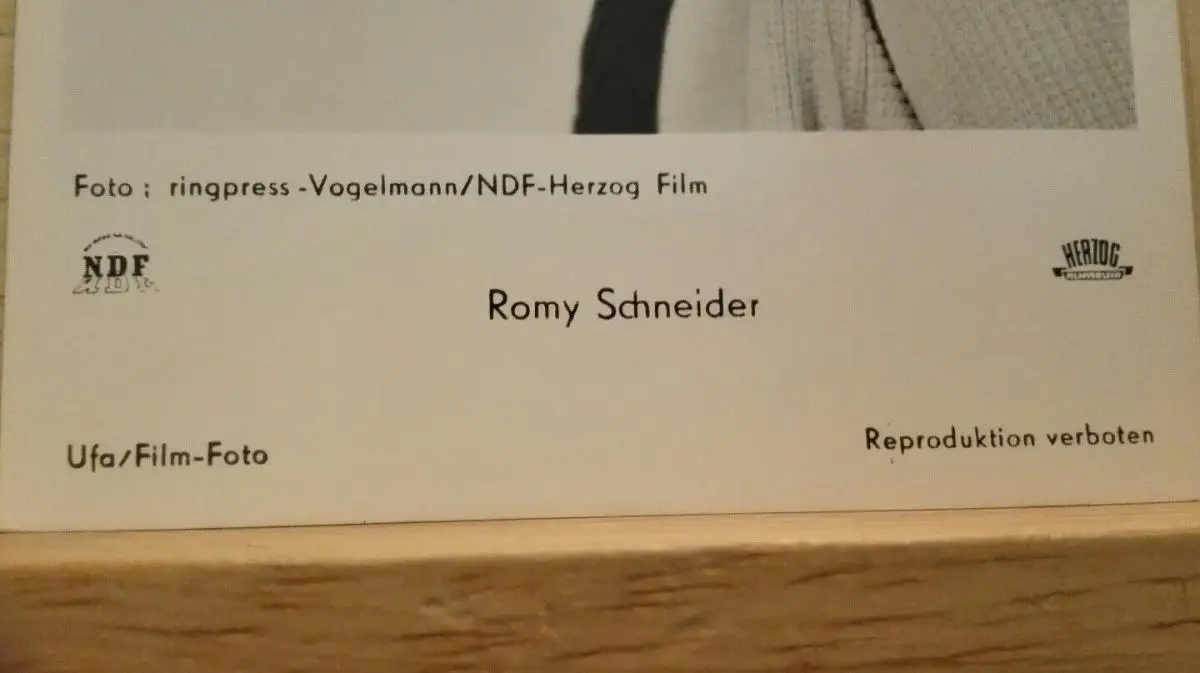 Foto : ringpress-Vogelmann/NDF-Herzog Film
NDF
HERZOG
Romy Schneider
Ufa/Film-Foto
Reproduktion verboten